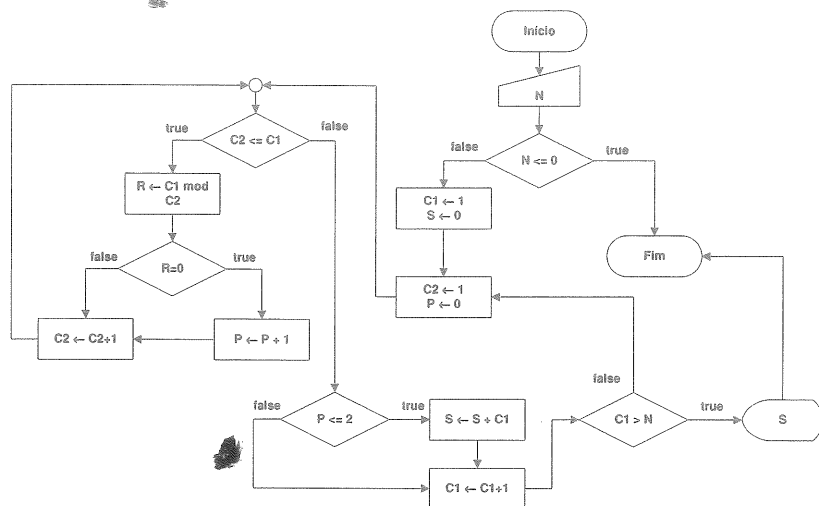 Início
N
N <= 0
false
true
C1 ← 1
S ← 0
Fim
C2 ← 1
P ← 0
C2 <= C1
true
false
R ← C1 mod
C2
R=0
false
true
C2 ← C2+1
P ← P + 1
P <= 2
false
true
S ← S + C1
C1 ← C1+1
C1 > N
false
true
S